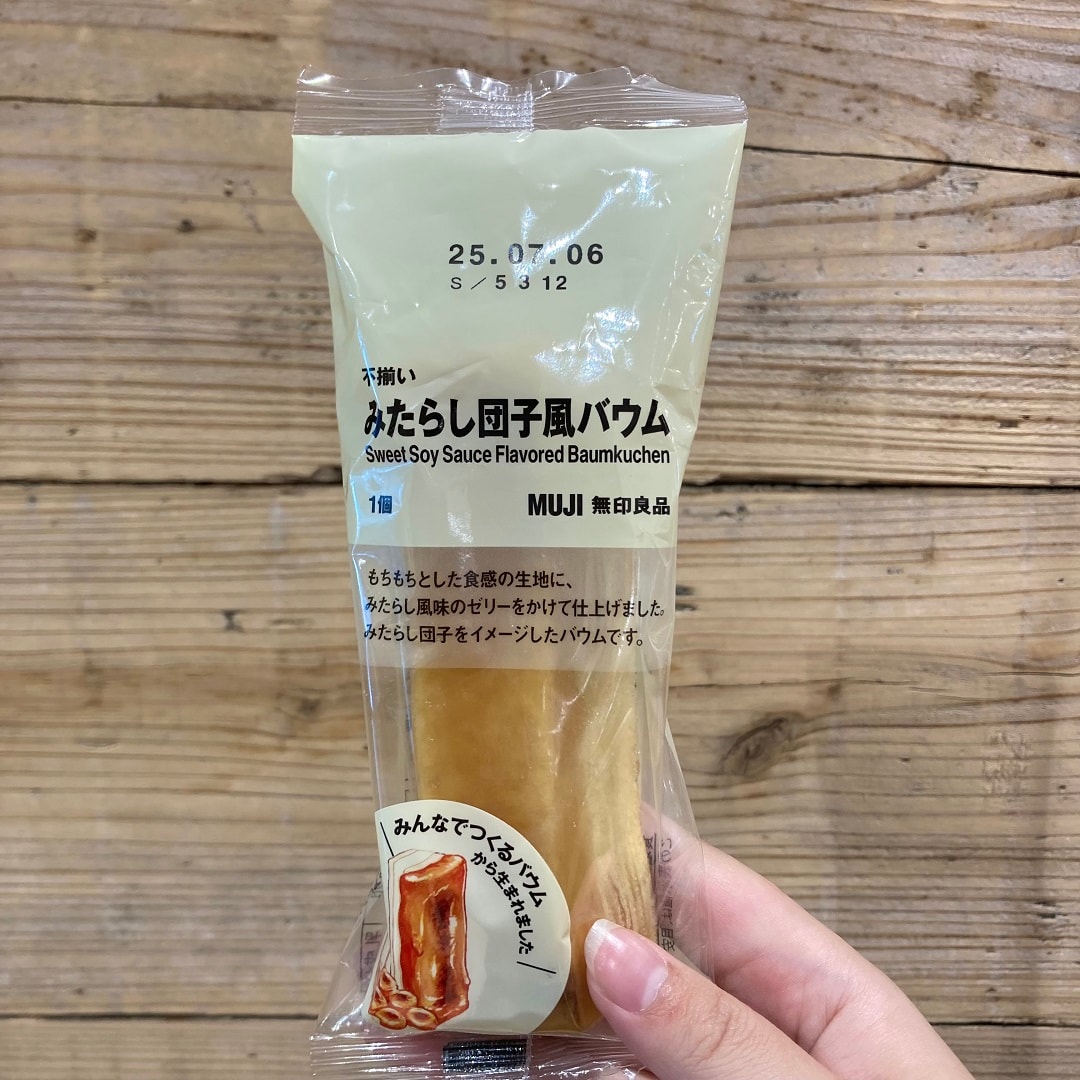 25.07.06
S/5 3 12
不揃い
みたらし団子風バウム
Sweet Soy Sauce Flavored Baumkuchen
1個
MUJI 無印良品
もちもちとした食感の生地に、
みたらし風味のゼリーをかけて仕上げました。
みたらし団子をイメージしたバウムです。
みんなでつくるバウム
から生まれました